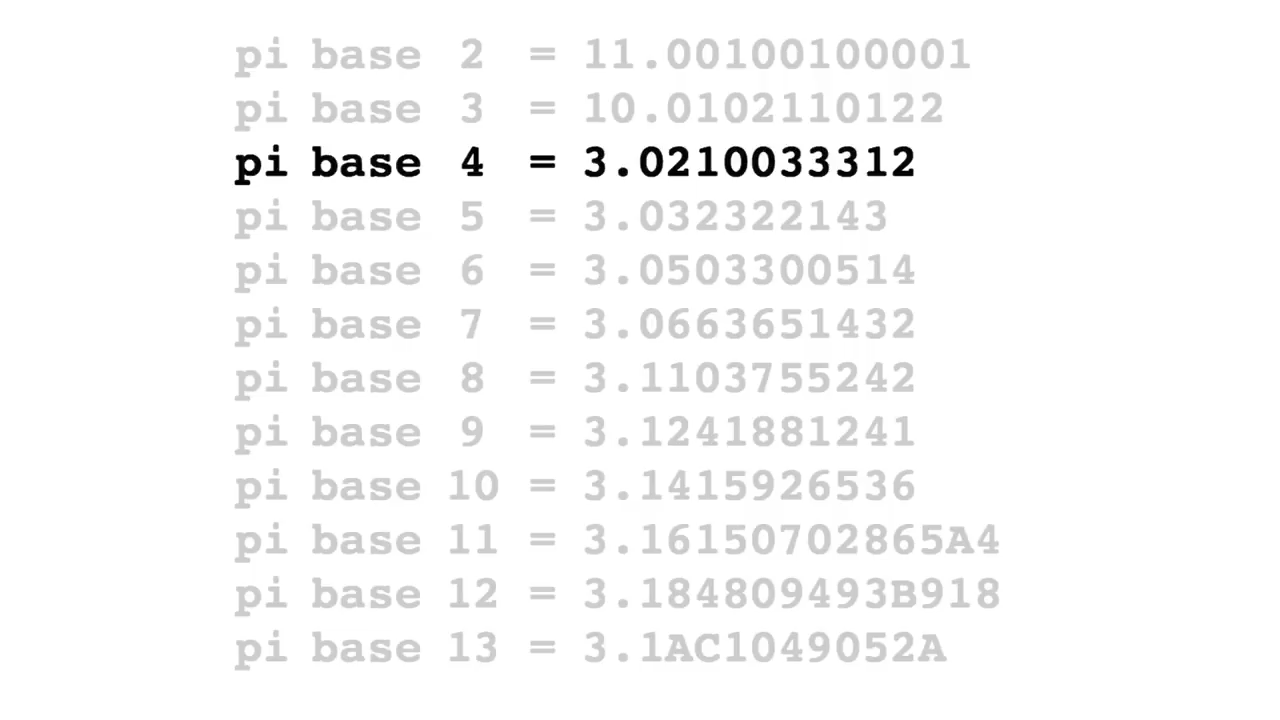 pi base 2 = 11.00100100001
pi base 3 = 10.0102110122
pi base 4 = 3.0210033312
pi base 5 = 3.032322143
pi base 6 = 3.0503300514
pi base 7 = 3.0663651432
pi base 8 = 3.1103755242
pi base 9 = 3.1241881241
pi base 10 = 3.1415926536
pi base 11 = 3.16150702865A4
pi base 12 = 3.184809493B918
pi base 13 = 3.1AC1049052A